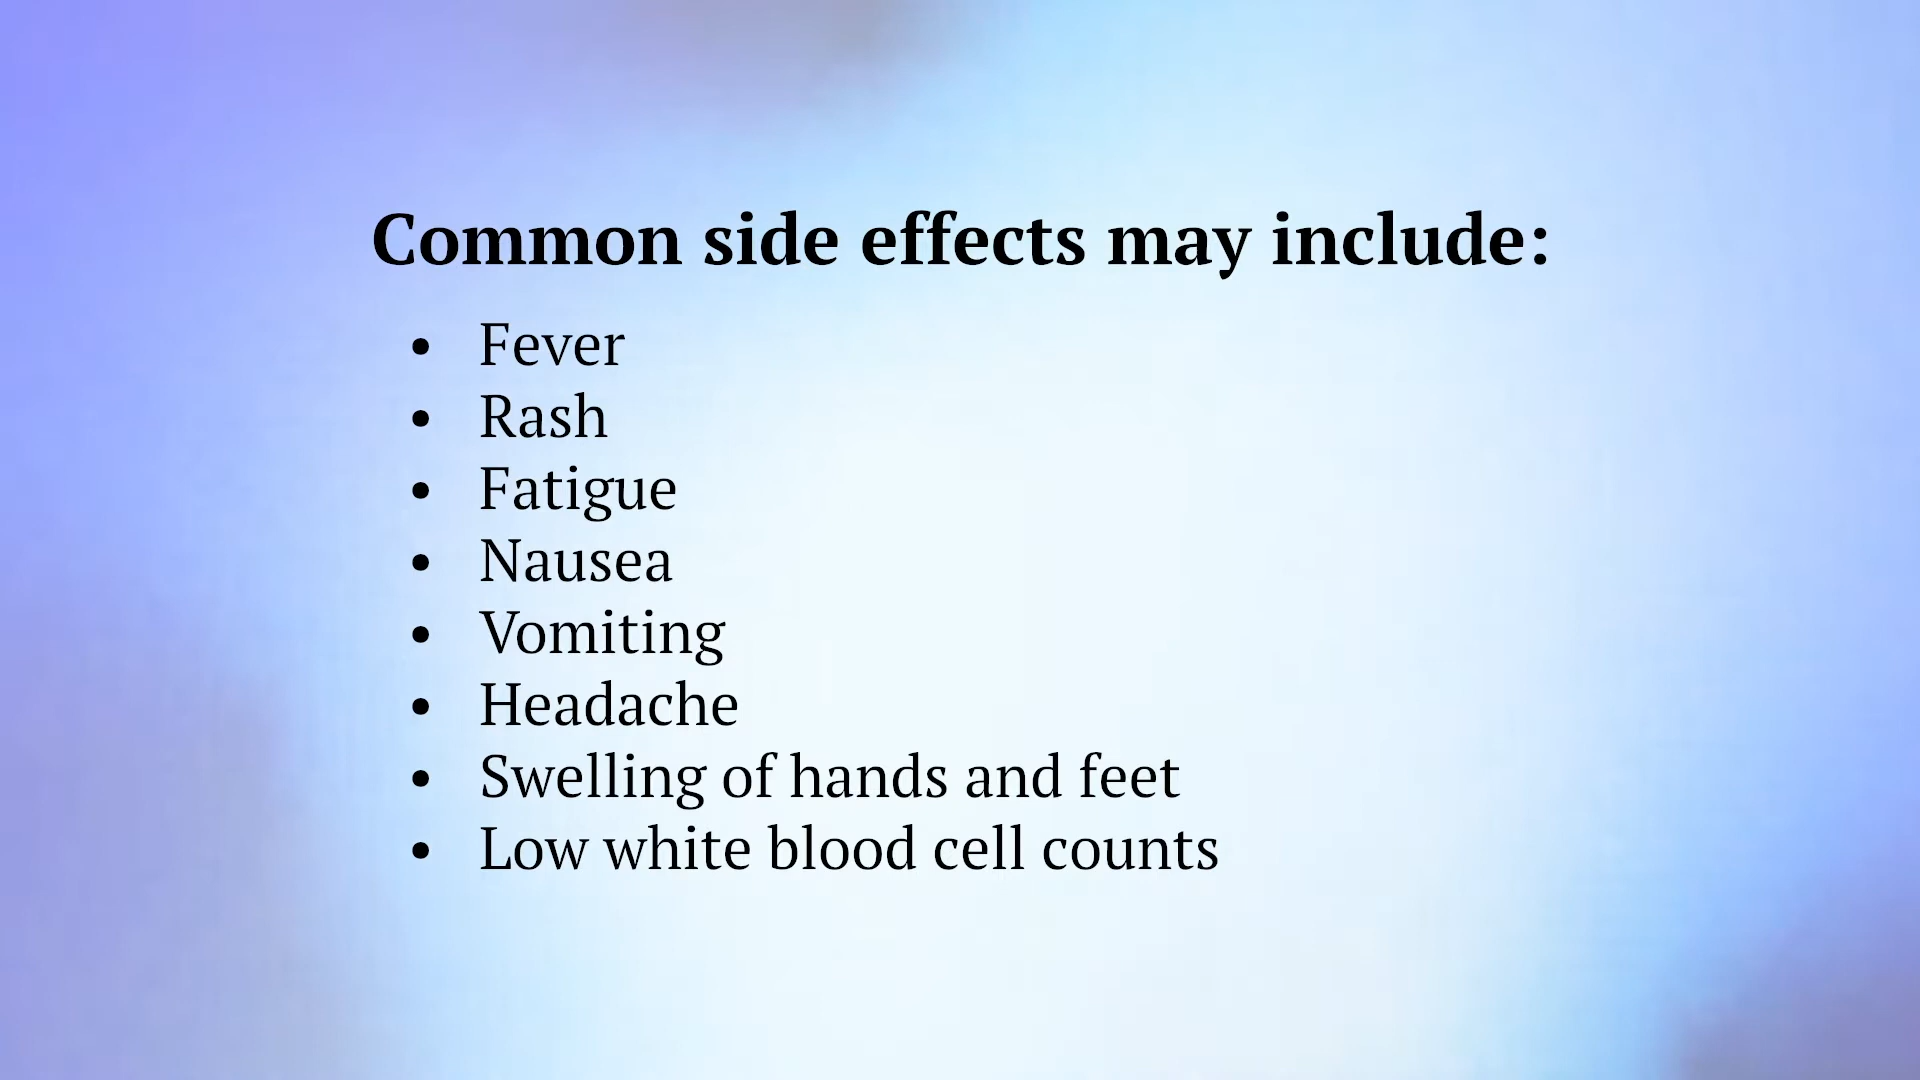 Common side effects may include:
• Fever
• Rash
• Fatigue
• Nausea
• Vomiting
• Headache
• Swelling of hands and feet
• Low white blood cell counts